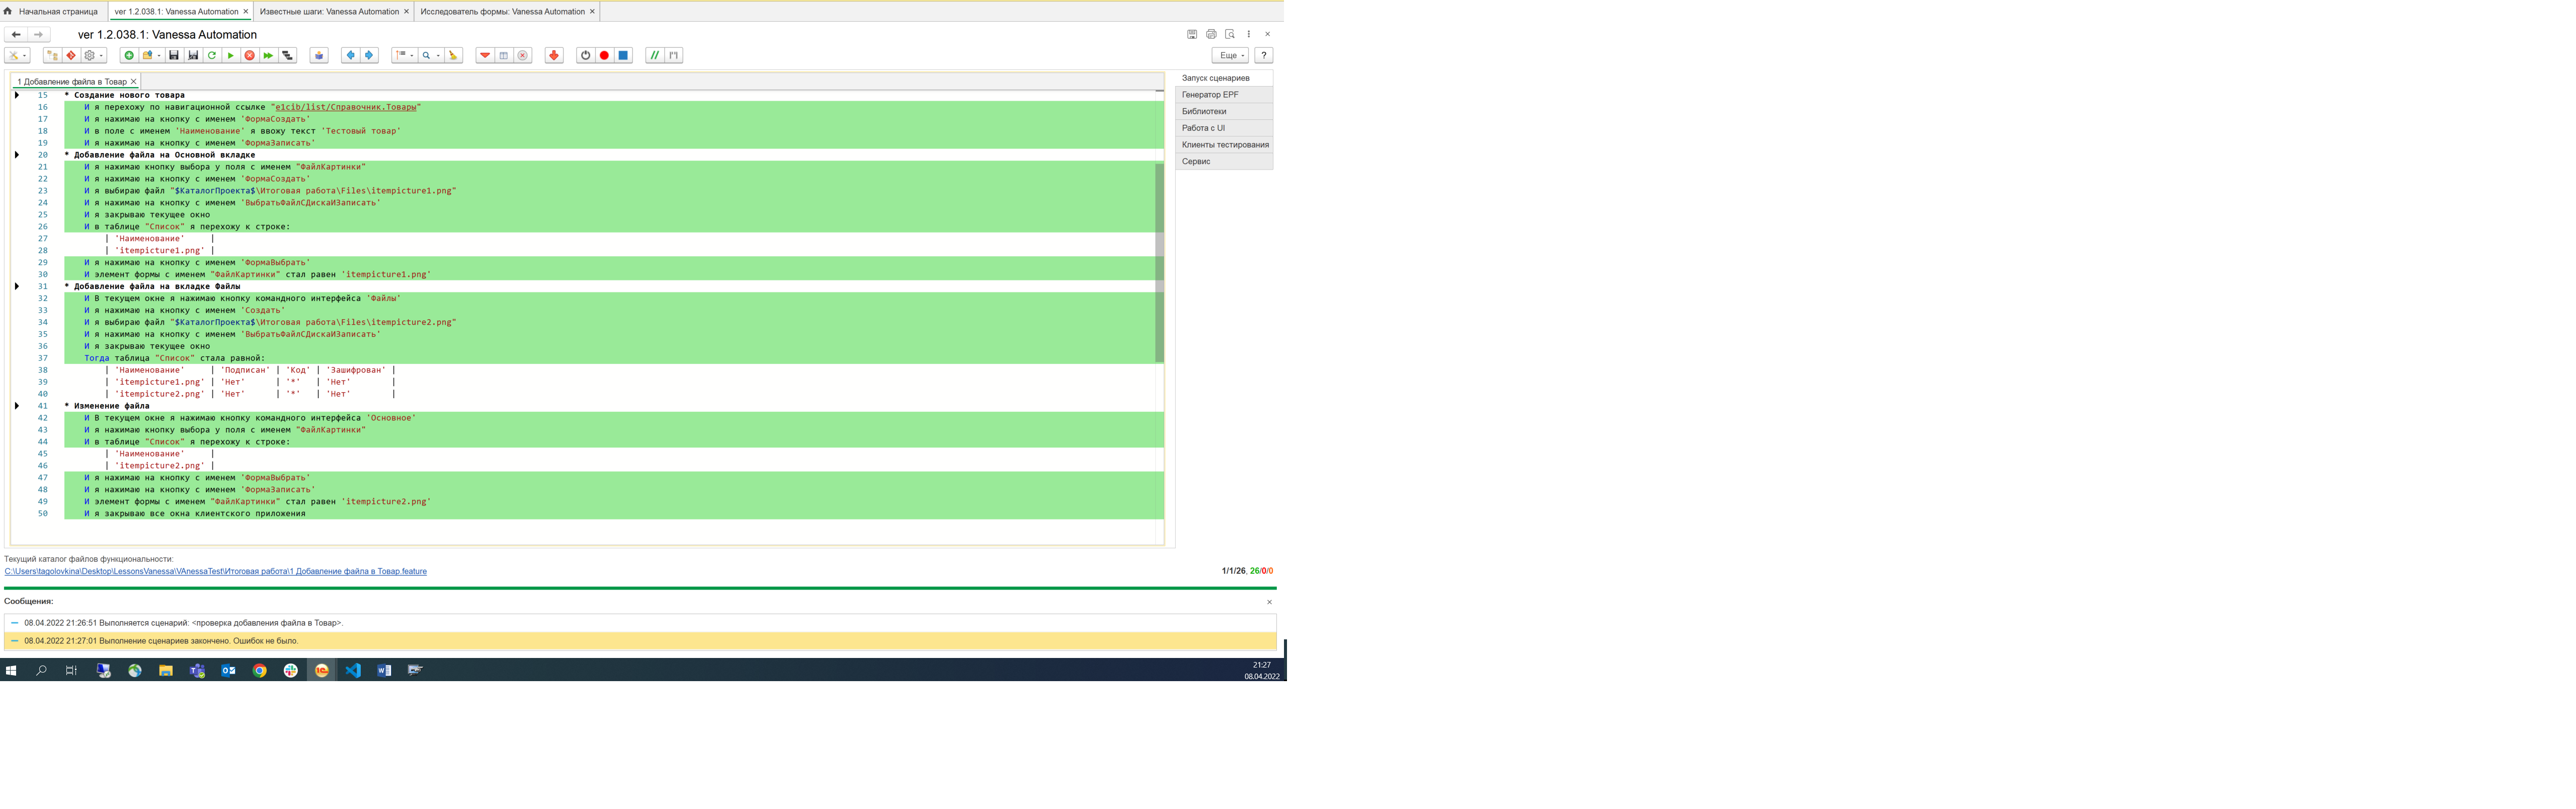 Начальная страница
ver 1.2.038.1: Vanessa Automation
Известные шаги: Vanessa Automation
Исследователь формы: Vanessa Automation
ver 1.2.038.1: Vanessa Automation
Еще
?
1 Добавление файла в Товар
15 * Создание нового товара
16 И я перехожу по навигационной ссылке "e1cib/list/Справочник.Товары"
17 И я нажимаю на кнопку с именем 'ФормаСоздать'
18 И в поле с именем 'Наименование' я ввожу текст 'Тестовый товар'
19 И я нажимаю на кнопку с именем 'ФормаЗаписать'
20 * Добавление файла на Основной вкладке
21 И я нажимаю кнопку выбора у поля с именем "ФайлКартинки"
22 И я нажимаю на кнопку с именем 'ФормаСоздать'
23 И я выбираю файл "$КаталогПроекта$\Итоговая работа\Files\itempicture1.png"
24 И я нажимаю на кнопку с именем 'ВыбратьФайлСДискаИЗаписать'
25 И я закрываю текущее окно
26 И в таблице "Список" я перехожу к строке:
27 | 'Наименование' |
28 | 'itempicture1.png' |
29 И я нажимаю на кнопку с именем 'ФормаВыбрать'
30 И элемент формы с именем "ФайлКартинки" стал равен 'itempicture1.png'
31 * Добавление файла на вкладке Файлы
32 И В текущем окне я нажимаю кнопку командного интерфейса 'Файлы'
33 И я нажимаю на кнопку с именем 'Создать'
34 И я выбираю файл "$КаталогПроекта$\Итоговая работа\Files\itempicture2.png"
35 И я нажимаю на кнопку с именем 'ВыбратьФайлСДискаИЗаписать'
36 И я закрываю текущее окно
37 Тогда таблица "Список" стала равной:
38 | 'Наименование' | 'Подписан' | 'Код' | 'Зашифрован' |
39 | 'itempicture1.png' | 'Нет' | '*' | 'Нет' |
40 | 'itempicture2.png' | 'Нет' | '*' | 'Нет' |
41 * Изменение файла
42 И В текущем окне я нажимаю кнопку командного интерфейса 'Основное'
43 И я нажимаю кнопку выбора у поля с именем "ФайлКартинки"
44 И в таблице "Список" я перехожу к строке:
45 | 'Наименование' |
46 | 'itempicture2.png' |
47 И я нажимаю на кнопку с именем 'ФормаВыбрать'
48 И я нажимаю на кнопку с именем 'ФормаЗаписать'
49 И элемент формы с именем "ФайлКартинки" стал равен 'itempicture2.png'
50 И я закрываю все окна клиентского приложения
Запуск сценариев
Генератор EPF
Библиотеки
Работа с UI
Клиенты тестирования
Сервис
Текущий каталог файлов функциональности:
C:\Users\tagolovkina\Desktop\LessonsVanessa\VAnessaTest\Итоговая работа\1 Добавление файла в Товар.feature
1/1/26, 26/0/0
Сообщения:
08.04.2022 21:26:51 Выполняется сценарий: <проверка добавления файла в Товар>.
08.04.2022 21:27:01 Выполнение сценариев закончено. Ошибок не было.
21:27
08.04.2022